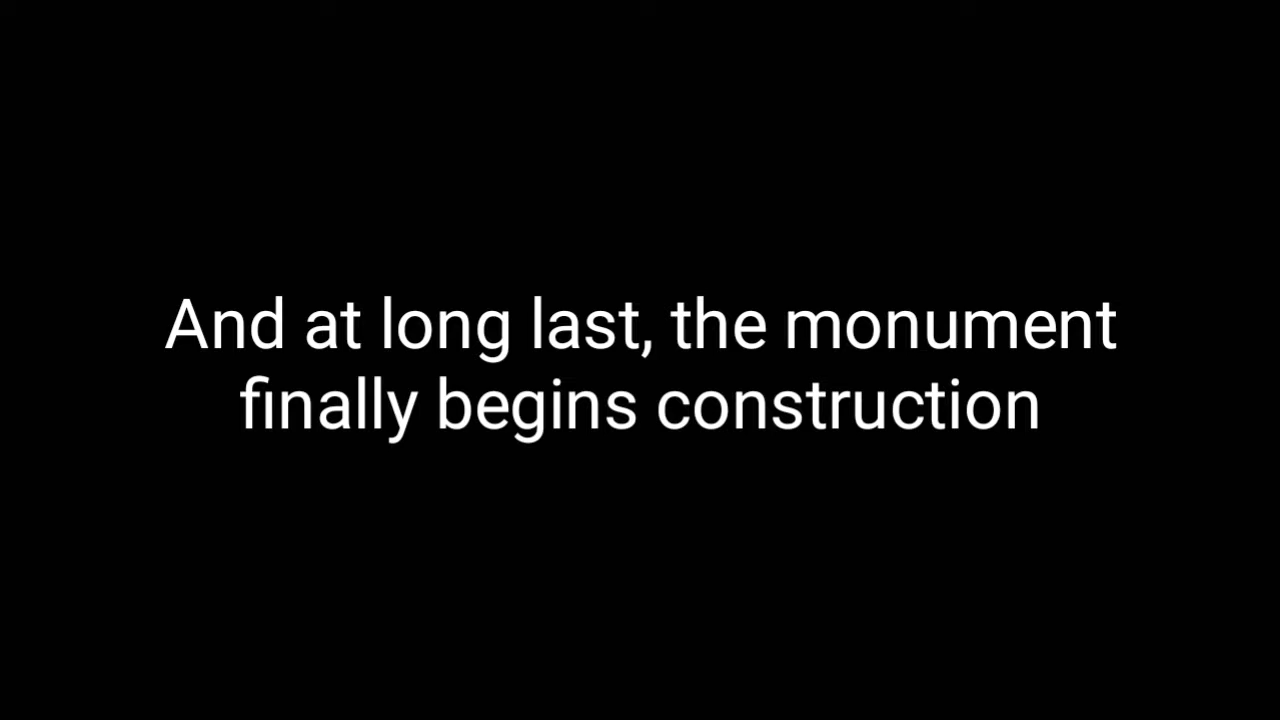 And at long last, the monument
finally begins construction